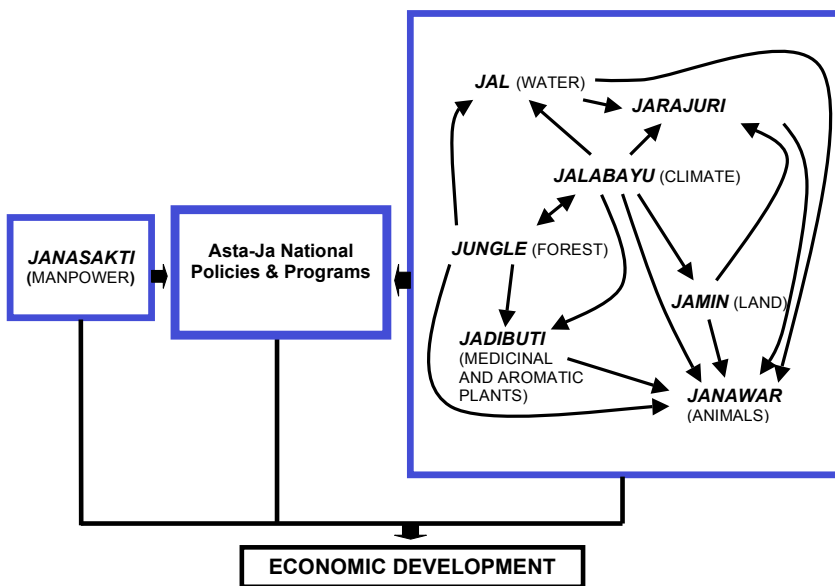 JAL (WATER)
JARAJURI
JALABAYU (CLIMATE)
JANASAKTI
(MANPOWER)
Asta-Ja National
Policies & Programs
JUNGLE (FOREST)
JAMIN (LAND)
JADIBUTI
(MEDICINAL
AND AROMATIC
PLANTS)
JANAWAR
(ANIMALS)
ECONOMIC DEVELOPMENT